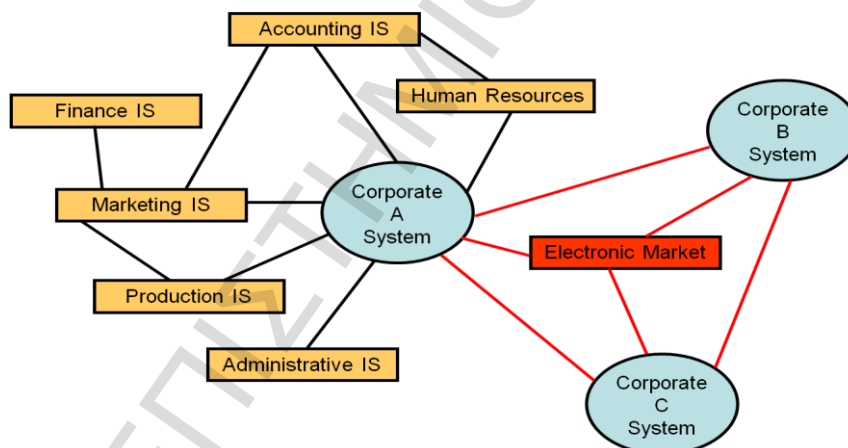 Accounting IS
Human Resources
Finance IS
Marketing IS
Production IS
Administrative IS
Corporate
A
System
Corporate
B
System
Electronic Market
Corporate
C
System